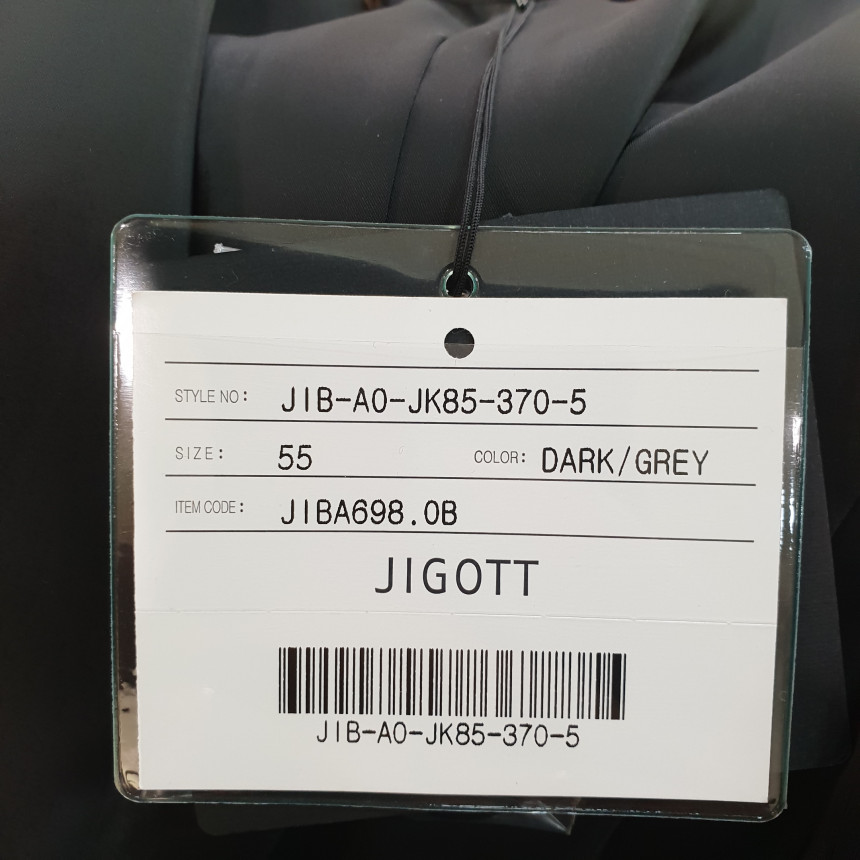 STYLE NO: JIB-A0-JK85-370-5
SIZE: 55 COLOR: DARK/GREY
ITEM CODE: JIBA698.0B
JIGOTT
JIB-A0-JK85-370-5